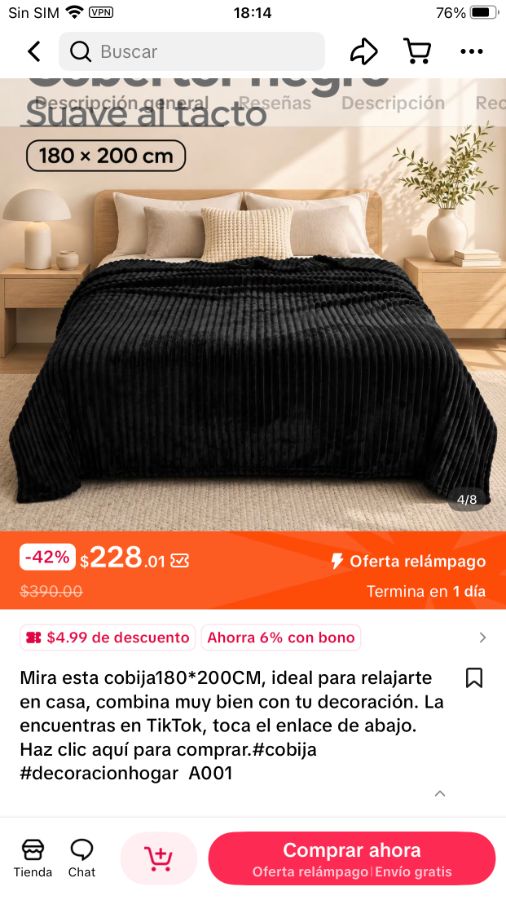 Sin SIM VPN 18:14 76%
Buscar
Cobertor negro
Descripción general Reseñas Descripción Rec
Suave al tacto
180 × 200 cm
4/8
-42% $228.01 Oferta relámpago
$390.00 Termina en 1 día
$4.99 de descuento Ahorra 6% con bono
Mira esta cobija180*200CM, ideal para relajarte
en casa, combina muy bien con tu decoración. La
encuentras en TikTok, toca el enlace de abajo.
Haz clic aquí para comprar.#cobija
#decoracionhogar A001
Comprar ahora
Tienda Chat Oferta relámpago Envío gratis